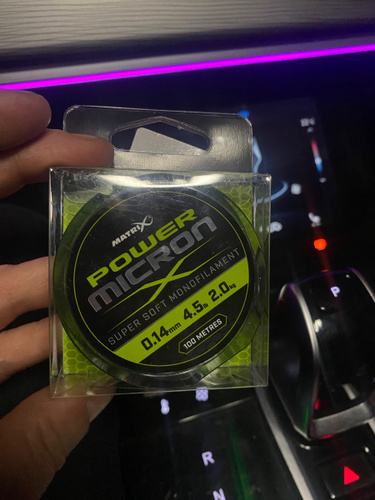 MATRIX
POWER
MICRON
SUPER SOFT MONOFILAMENT
0.14mm 4.5lb 2.0kg
100 METRES
P
R
N